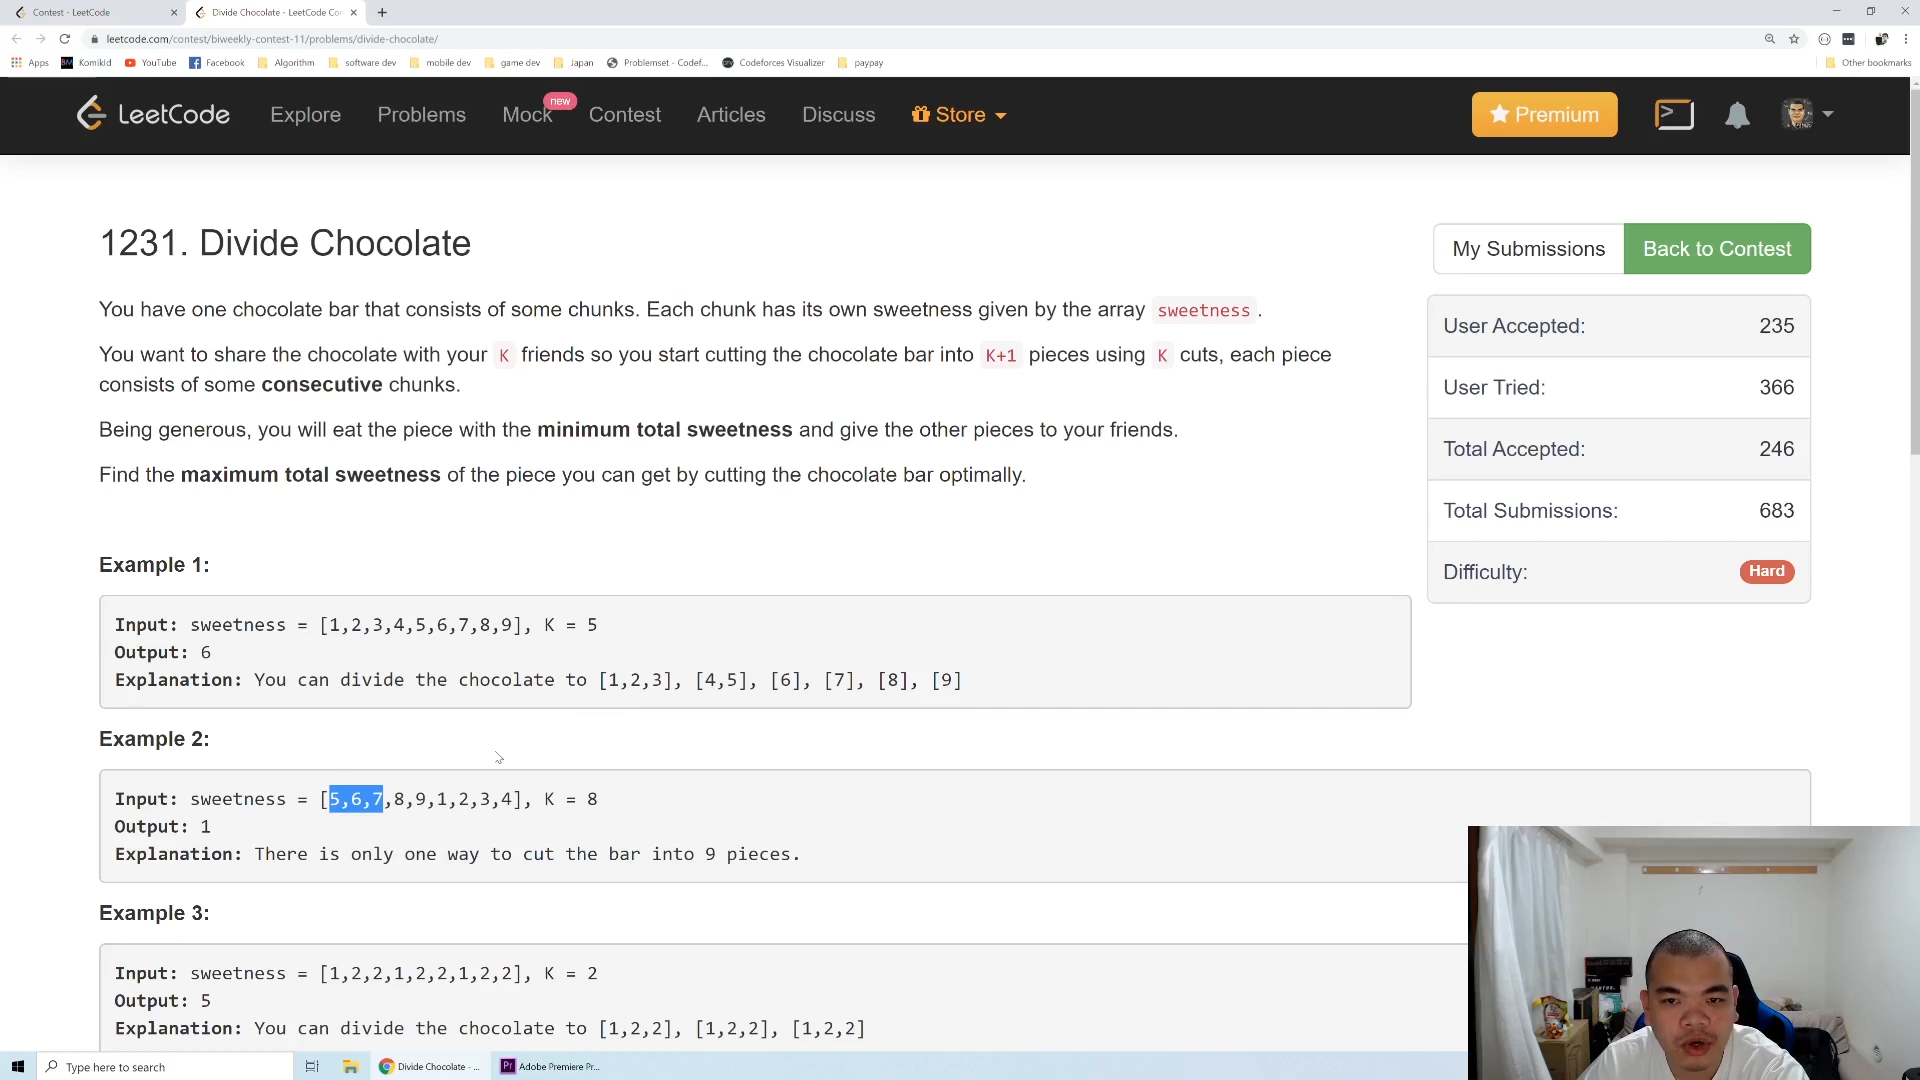 Contest - LeetCode
Divide Chocolate - LeetCode Con
leetcode.com/contest/biweekly-contest-11/problems/divide-chocolate/
Apps Komikid YouTube Facebook Algorithm software dev mobile dev game dev Japan Problemset - Codef... Codeforces Visualizer paypay Other bookmarks
LeetCode Explore Problems Mock new Contest Articles Discuss Store Premium
1231. Divide Chocolate
My Submissions Back to Contest
You have one chocolate bar that consists of some chunks. Each chunk has its own sweetness given by the array sweetness.
You want to share the chocolate with your K friends so you start cutting the chocolate bar into K+1 pieces using K cuts, each piece
consists of some consecutive chunks.
Being generous, you will eat the piece with the minimum total sweetness and give the other pieces to your friends.
Find the maximum total sweetness of the piece you can get by cutting the chocolate bar optimally.
User Accepted: 235
User Tried: 366
Total Accepted: 246
Total Submissions: 683
Difficulty: Hard
Example 1:
Input: sweetness = [1,2,3,4,5,6,7,8,9], K = 5
Output: 6
Explanation: You can divide the chocolate to [1,2,3], [4,5], [6], [7], [8], [9]
Example 2:
Input: sweetness = [5,6,7,8,9,1,2,3,4], K = 8
Output: 1
Explanation: There is only one way to cut the bar into 9 pieces.
Example 3:
Input: sweetness = [1,2,2,1,2,2,1,2,2], K = 2
Output: 5
Explanation: You can divide the chocolate to [1,2,2], [1,2,2], [1,2,2]
Type here to search
Divide Chocolate - ...
Pr Adobe Premiere Pr...